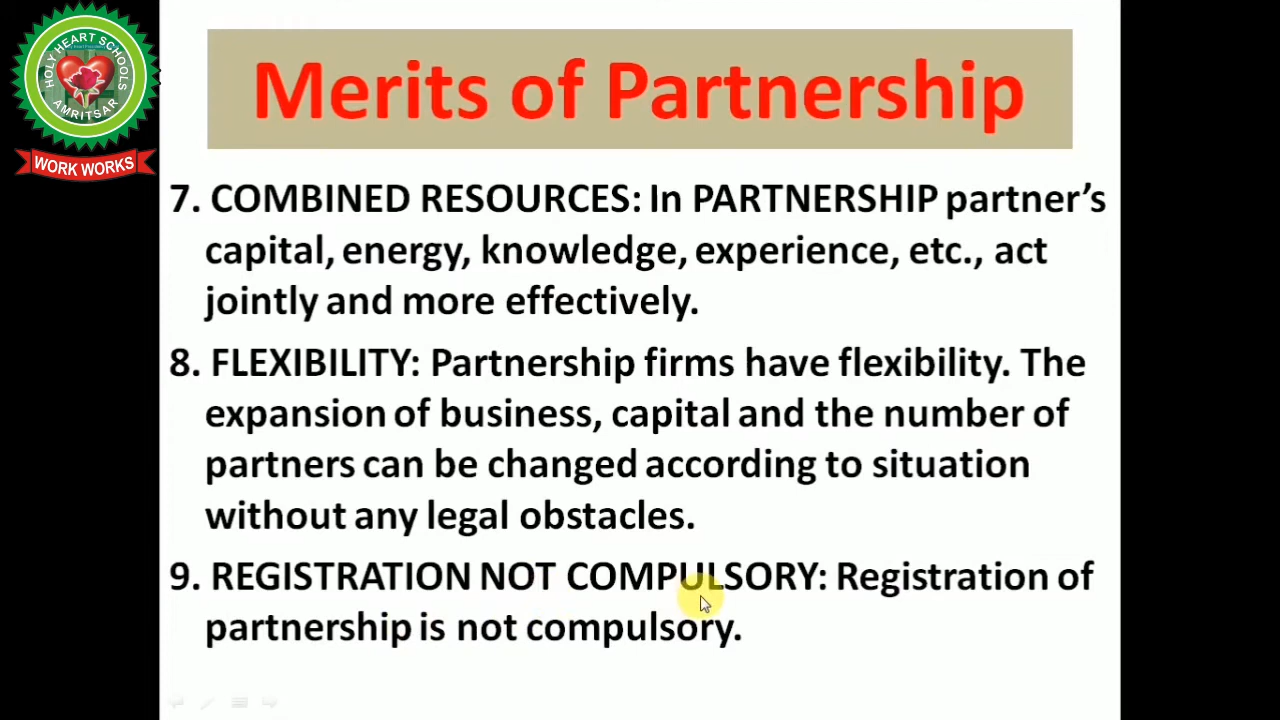 HOLY HEART SCHOOLS
AMRITSAR
WORK WORKS
Merits of Partnership
7. COMBINED RESOURCES: In PARTNERSHIP partner's
capital, energy, knowledge, experience, etc., act
jointly and more effectively.
8. FLEXIBILITY: Partnership firms have flexibility. The
expansion of business, capital and the number of
partners can be changed according to situation
without any legal obstacles.
9. REGISTRATION NOT COMPULSORY: Registration of
partnership is not compulsory.